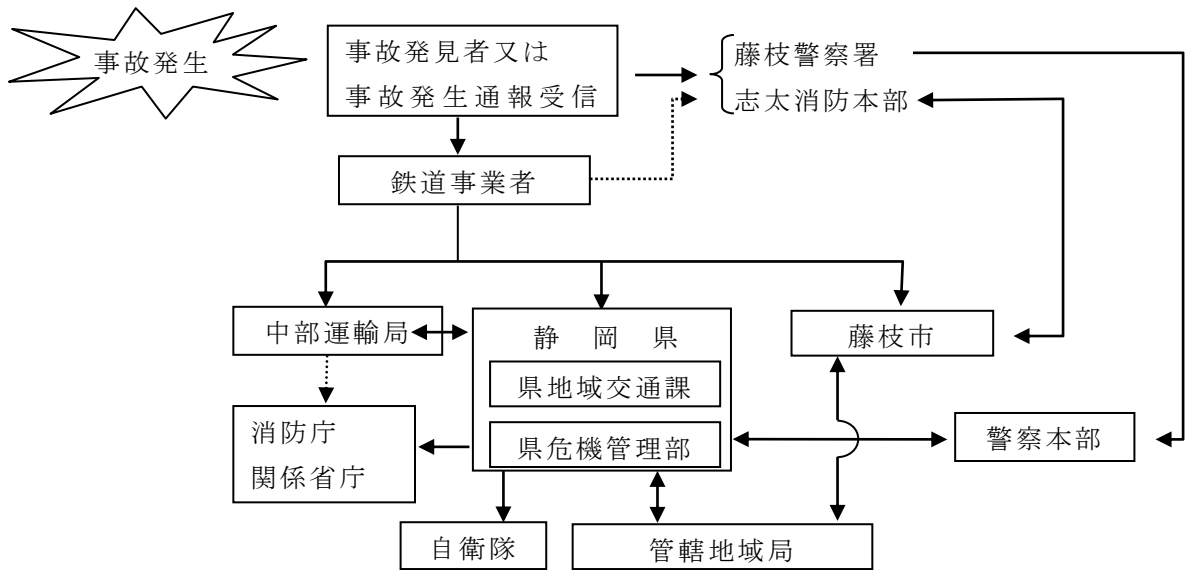 事故発生
事故発見者又は
事故発生通報受信
藤枝警察署
志太消防本部
鉄道事業者
中部運輸局
静岡県
県地域交通課
県危機管理部
藤枝市
消防庁
関係省庁
警察本部
自衛隊
管轄地域局